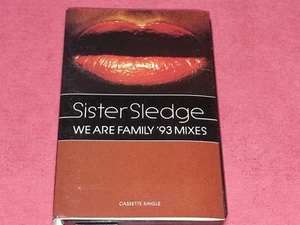 Sister Sledge
WE ARE FAMILY '93 MIXES
CASSETTE SINGLE